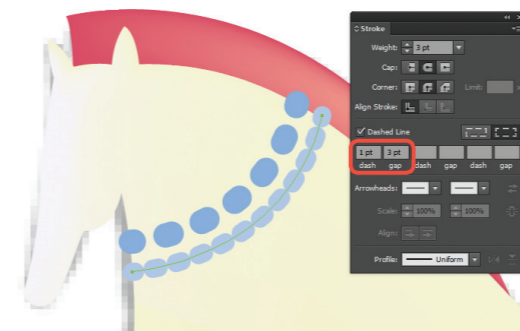 Stroke
Weight: 3 pt
Cap:
Corner: Limit: x
Align Stroke:
Dashed Line
1 pt 3 pt
dash gap dash gap dash gap
Arrowheads:
Scale: 100% 100%
Align:
Profile: Uniform